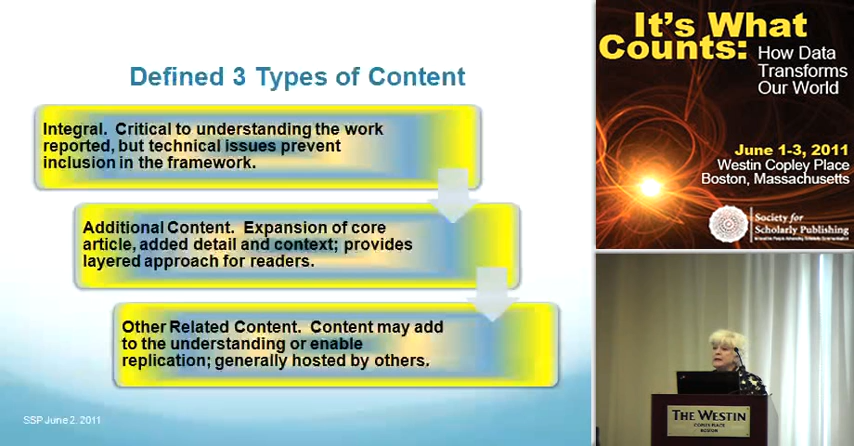 Defined 3 Types of Content
Integral.  Critical to understanding the work
reported, but technical issues prevent
inclusion in the framework.
Additional Content.  Expansion of core
article, added detail and context; provides
layered approach for readers.
Other Related Content.  Content may add
to the understanding or enable
replication; generally hosted by others.
SSP June 2, 2011
It's What
Counts:
How Data
Transforms
Our World
June 1-3, 2011
Westin Copley Place
Boston, Massachusetts
Society for
Scholarly Publishing
THE WESTIN
COPLEY PLACE
BOSTON